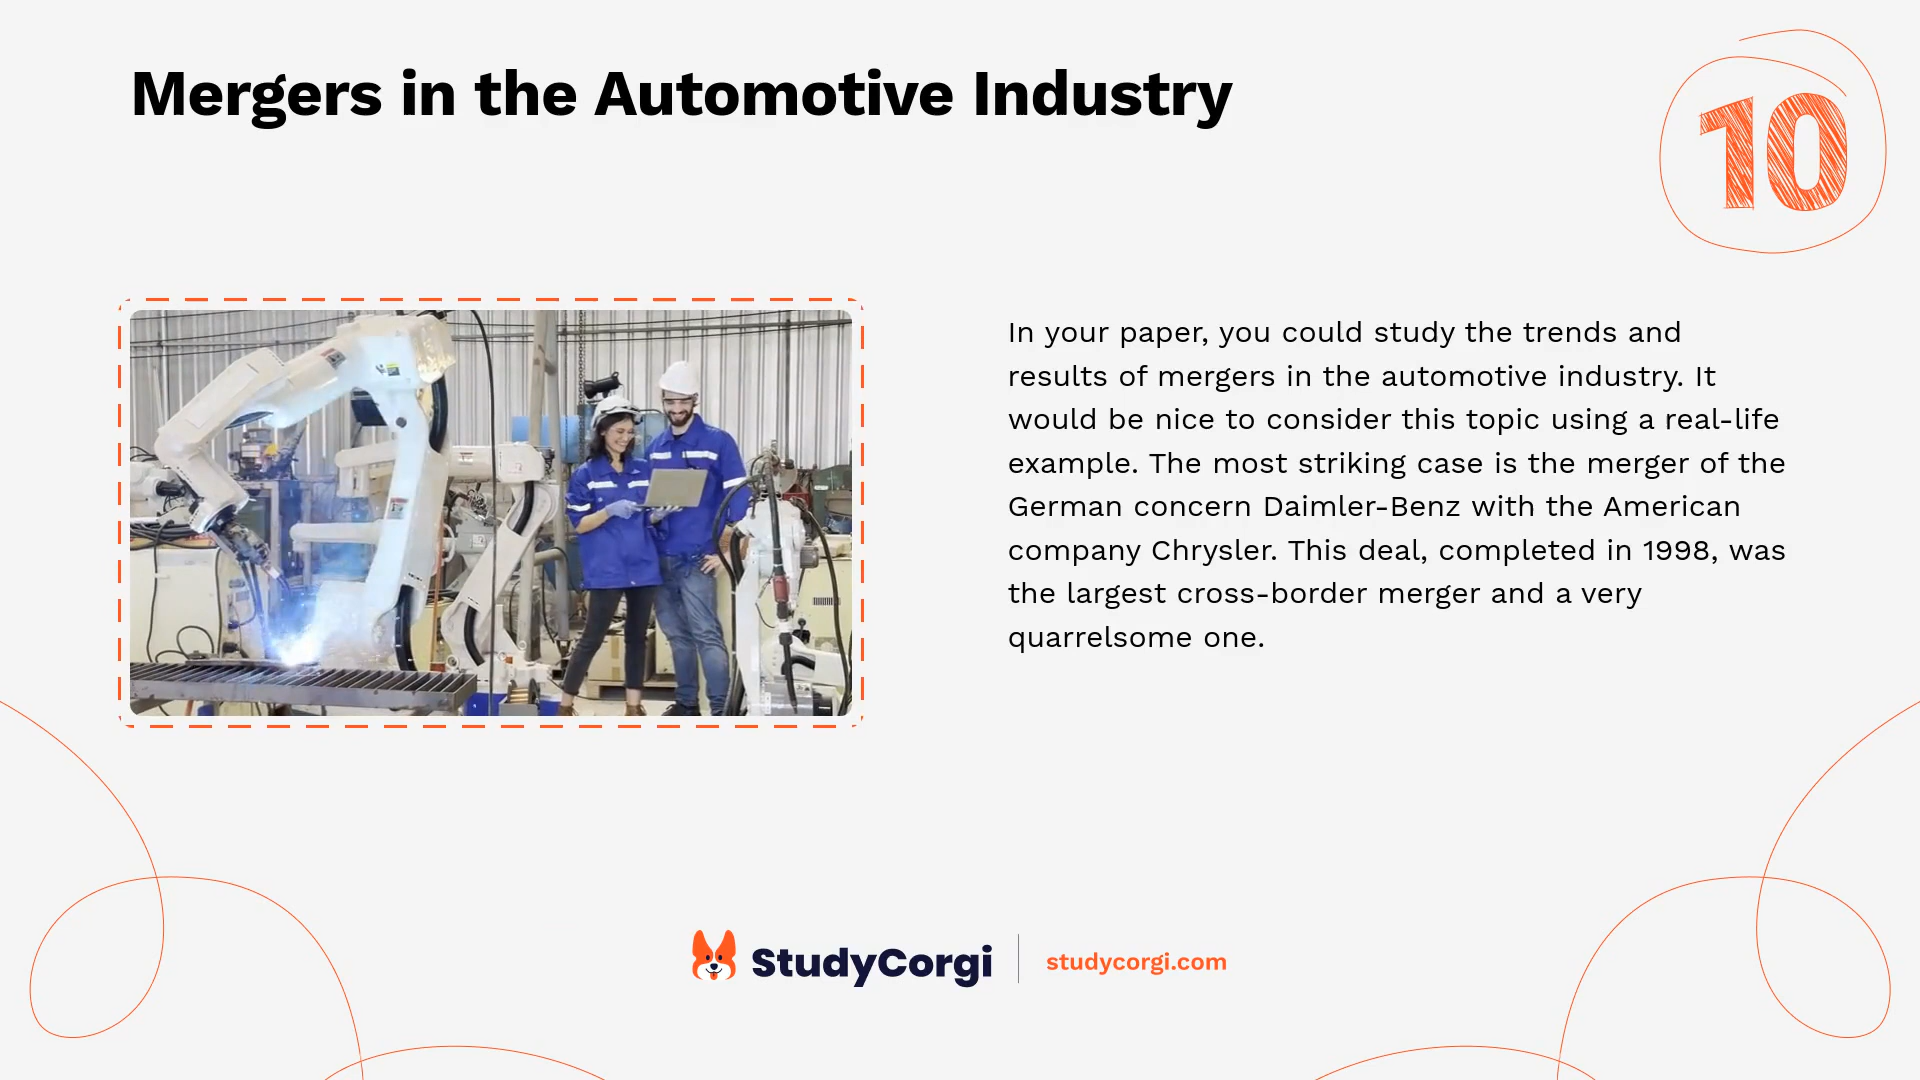 Mergers in the Automotive Industry
10
In your paper, you could study the trends and
results of mergers in the automotive industry. It
would be nice to consider this topic using a real-life
example. The most striking case is the merger of the
German concern Daimler-Benz with the American
company Chrysler. This deal, completed in 1998, was
the largest cross-border merger and a very
quarrelsome one.
StudyCorgi
studycorgi.com